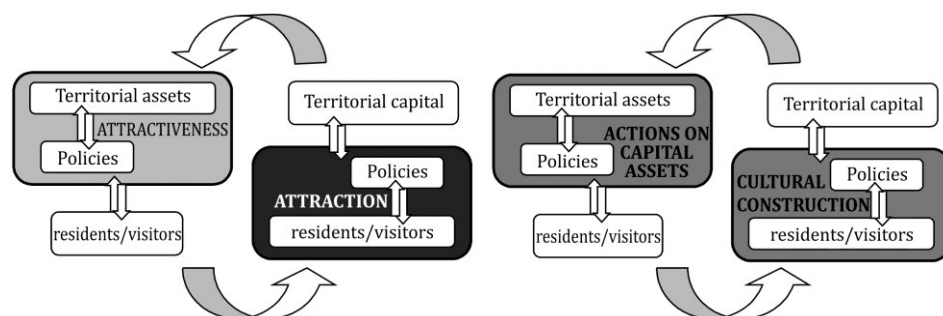 Territorial assets
ATTRACTIVENESS
Policies
residents/visitors
Territorial capital
Policies
ATTRACTION
residents/visitors
Territorial assets
ACTIONS ON
CAPITAL
ASSETS
Policies
residents/visitors
Territorial capital
Policies
CULTURAL
CONSTRUCTION
residents/visitors